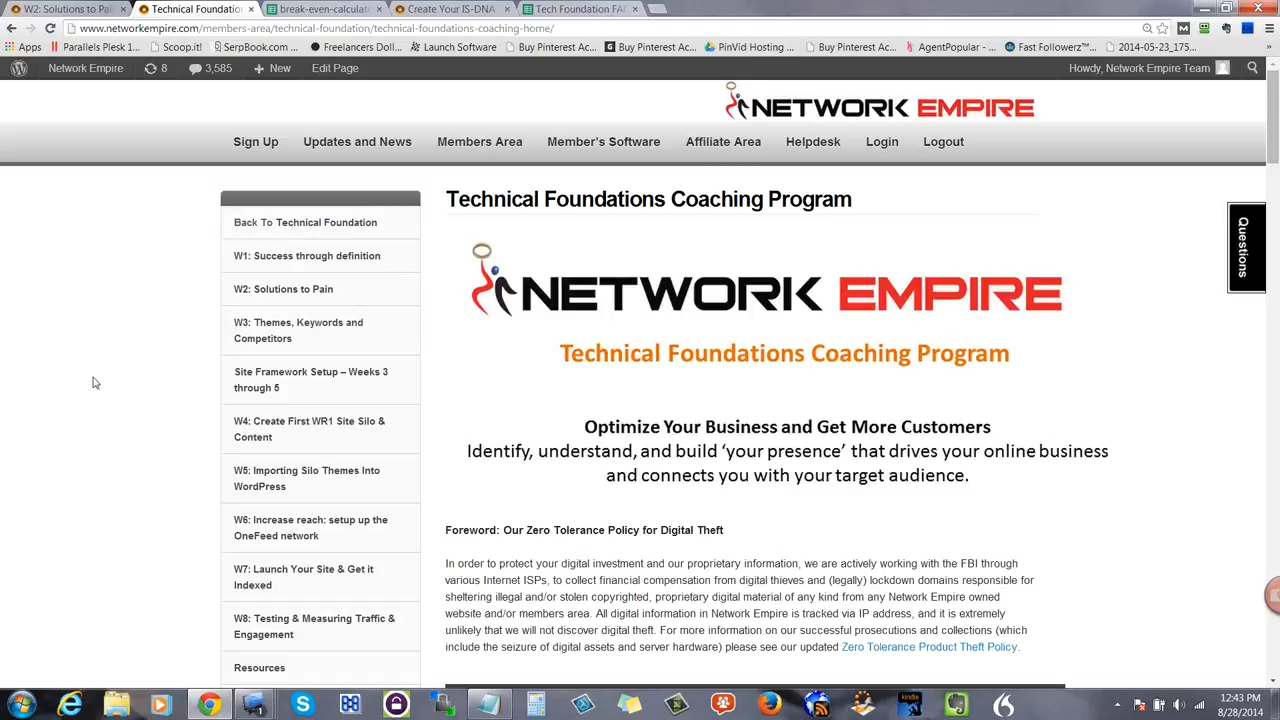 W2: Solutions to Pain
Technical Foundation
break-even-calculat
Create Your IS-DNA
Tech Foundation FA
www.networkempire.com/members-area/technical-foundation/technical-foundations-coaching-home/
Apps
Parallels Plesk 1
Scoop.it!
SerpBook.com
Freelancers Doll
Launch Software
Buy Pinterest Ac
Buy Pinterest Ac
PinVid Hosting
Buy Pinterest Ac
AgentPopular -
Fast Followerz™
2014-05-23_175
Network Empire
8
3,585
New
Edit Page
Howdy, Network Empire Team
NETWORK EMPIRE
Sign Up
Updates and News
Members Area
Member's Software
Affiliate Area
Helpdesk
Login
Logout
Back To Technical Foundation
W1: Success through definition
W2: Solutions to Pain
W3: Themes, Keywords and
Competitors
Site Framework Setup – Weeks 3
through 5
W4: Create First WR1 Site Silo &
Content
W5: Importing Silo Themes Into
WordPress
W6: Increase reach: setup up the
OneFeed network
W7: Launch Your Site & Get it
Indexed
W8: Testing & Measuring Traffic &
Engagement
Resources
Technical Foundations Coaching Program
NETWORK EMPIRE
Technical Foundations Coaching Program
Optimize Your Business and Get More Customers
Identify, understand, and build 'your presence' that drives your online business
and connects you with your target audience.
Foreword: Our Zero Tolerance Policy for Digital Theft
In order to protect your digital investment and our proprietary information, we are actively working with the FBI through
various Internet ISPs, to collect financial compensation from digital thieves and (legally) lockdown domains responsible for
sheltering illegal and/or stolen copyrighted, proprietary digital material of any kind from any Network Empire owned
website and/or members area. All digital information in Network Empire is tracked via IP address, and it is extremely
unlikely that we will not discover digital theft. For more information on our successful prosecutions and collections (which
include the seizure of digital assets and server hardware) please see our updated Zero Tolerance Product Theft Policy.
Questions
kindle
12:43 PM
8/28/2014